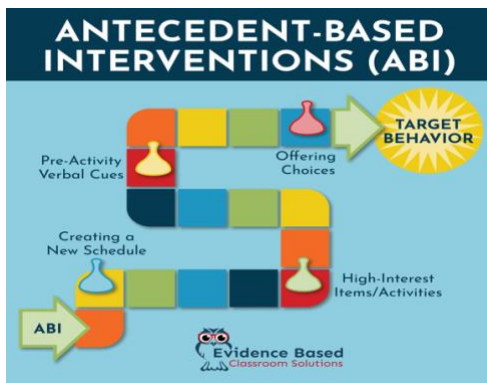 ANTECEDENT-BASED
INTERVENTIONS (ABI)
TARGET
BEHAVIOR
Pre-Activity
Verbal Cues
Offering
Choices
Creating a
New Schedule
High-Interest
Items/Activities
ABI
Evidence Based
Classroom Solutions